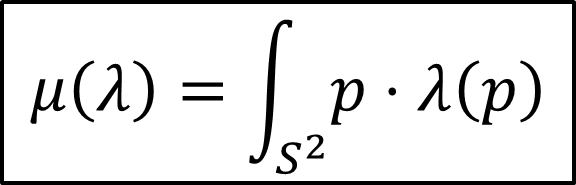 μ(λ) = ∫_{S²} p · λ(p)